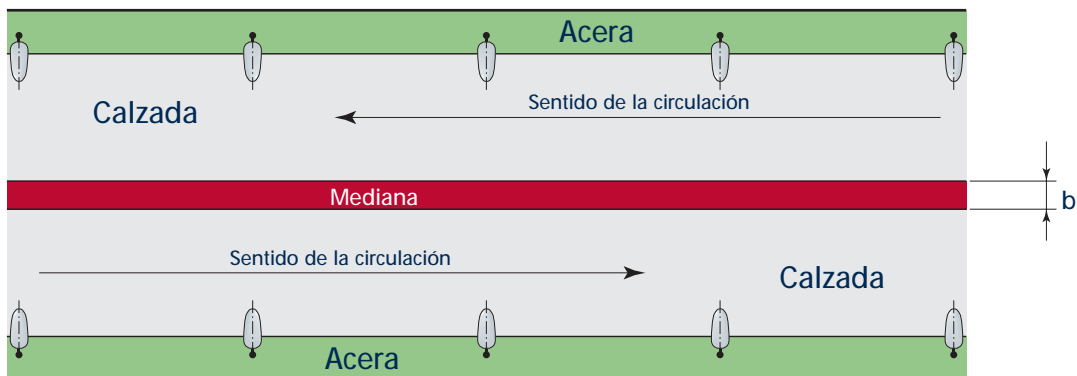 Acera
Sentido de la circulación
Calzada
Mediana
b
Sentido de la circulación
Calzada
Acera